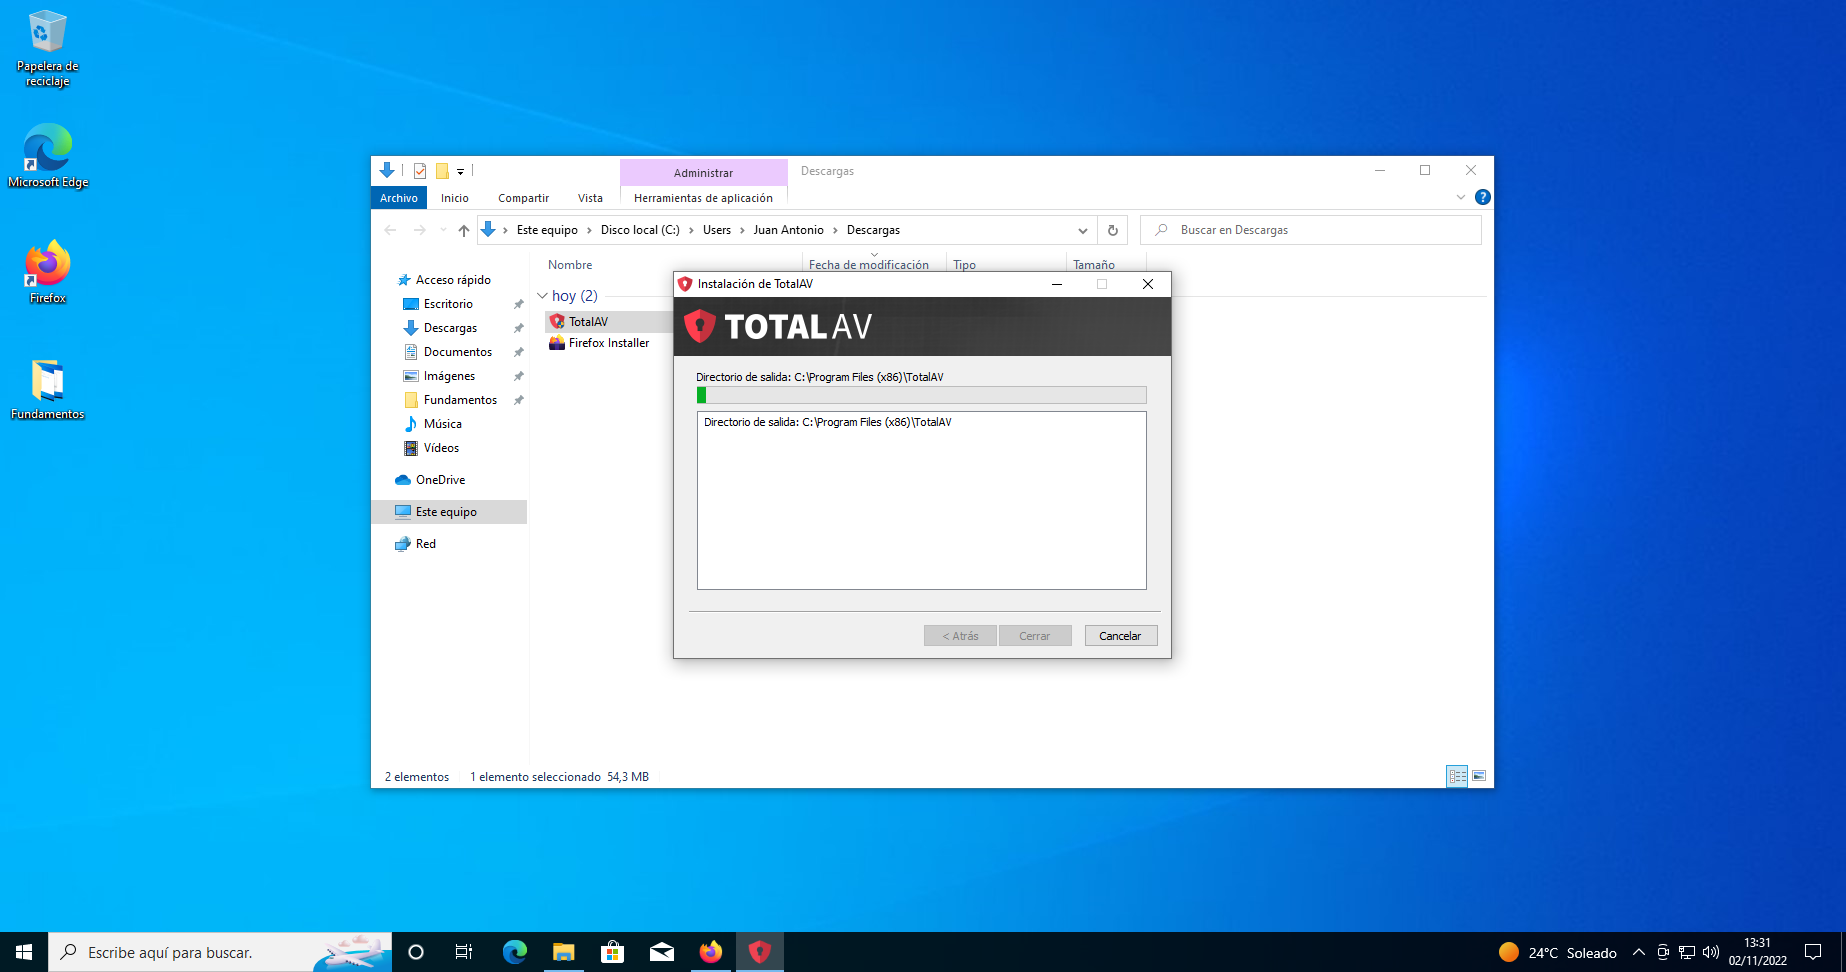 Papelera de
reciclaje
Microsoft Edge
Firefox
Fundamentos
Administrar
Descargas
Archivo
Inicio
Compartir
Vista
Herramientas de aplicación
?
Este equipo
Disco local (C:)
Users
Juan Antonio
Descargas
Buscar en Descargas
Nombre
Fecha de modificación
Tipo
Tamaño
Acceso rápido
Escritorio
Descargas
Documentos
Imágenes
Fundamentos
Música
Vídeos
OneDrive
Este equipo
Red
hoy (2)
TotalAV
Firefox Installer
Instalación de TotalAV
TOTALAV
Directorio de salida: C:\Program Files (x86)\TotalAV
Directorio de salida: C:\Program Files (x86)\TotalAV
< Atrás
Cerrar
Cancelar
2 elementos
1 elemento seleccionado 54,3 MB
Escribe aquí para buscar.
24°C Soleado
13:31
02/11/2022